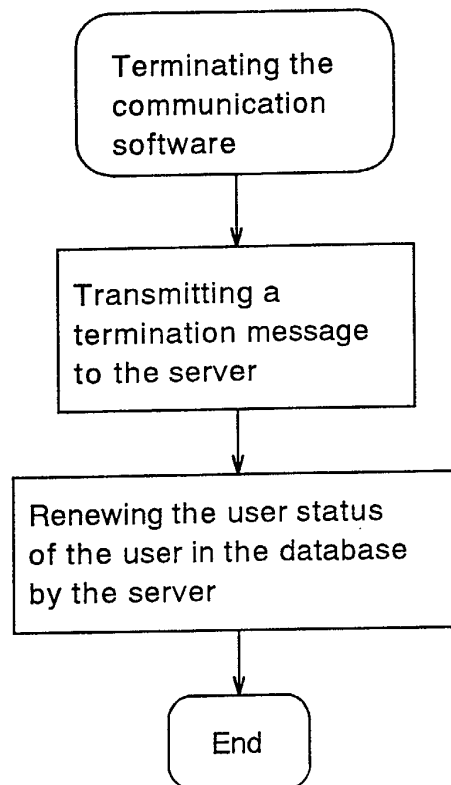 Terminating the
communication
software
Transmitting a
termination message
to the server
Renewing the user status
of the user in the database
by the server
End